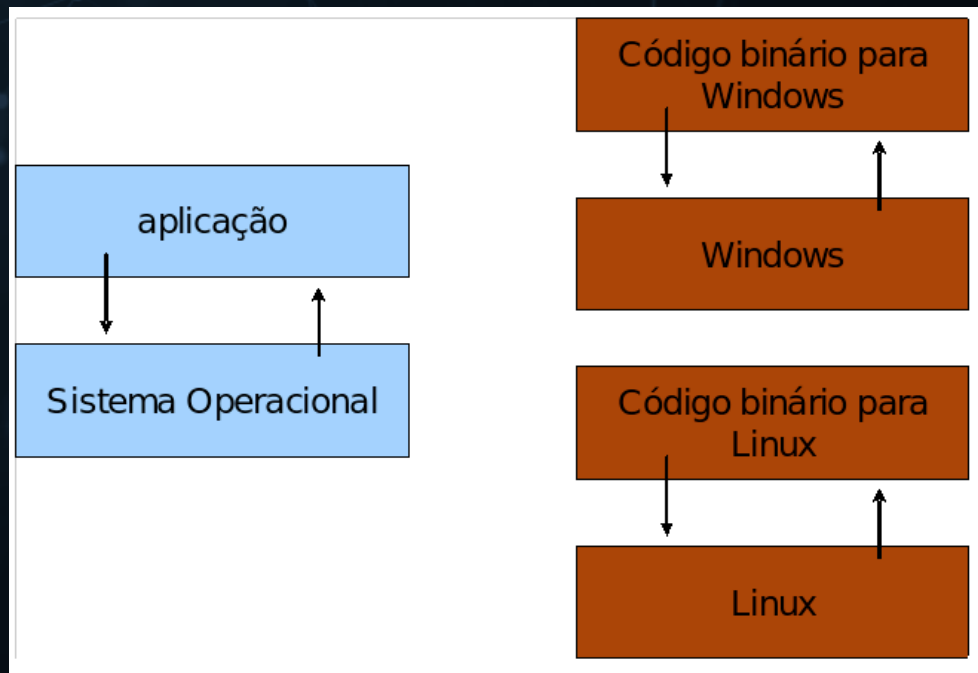 aplicação
Sistema Operacional
Código binário para
Windows
Windows
Código binário para
Linux
Linux